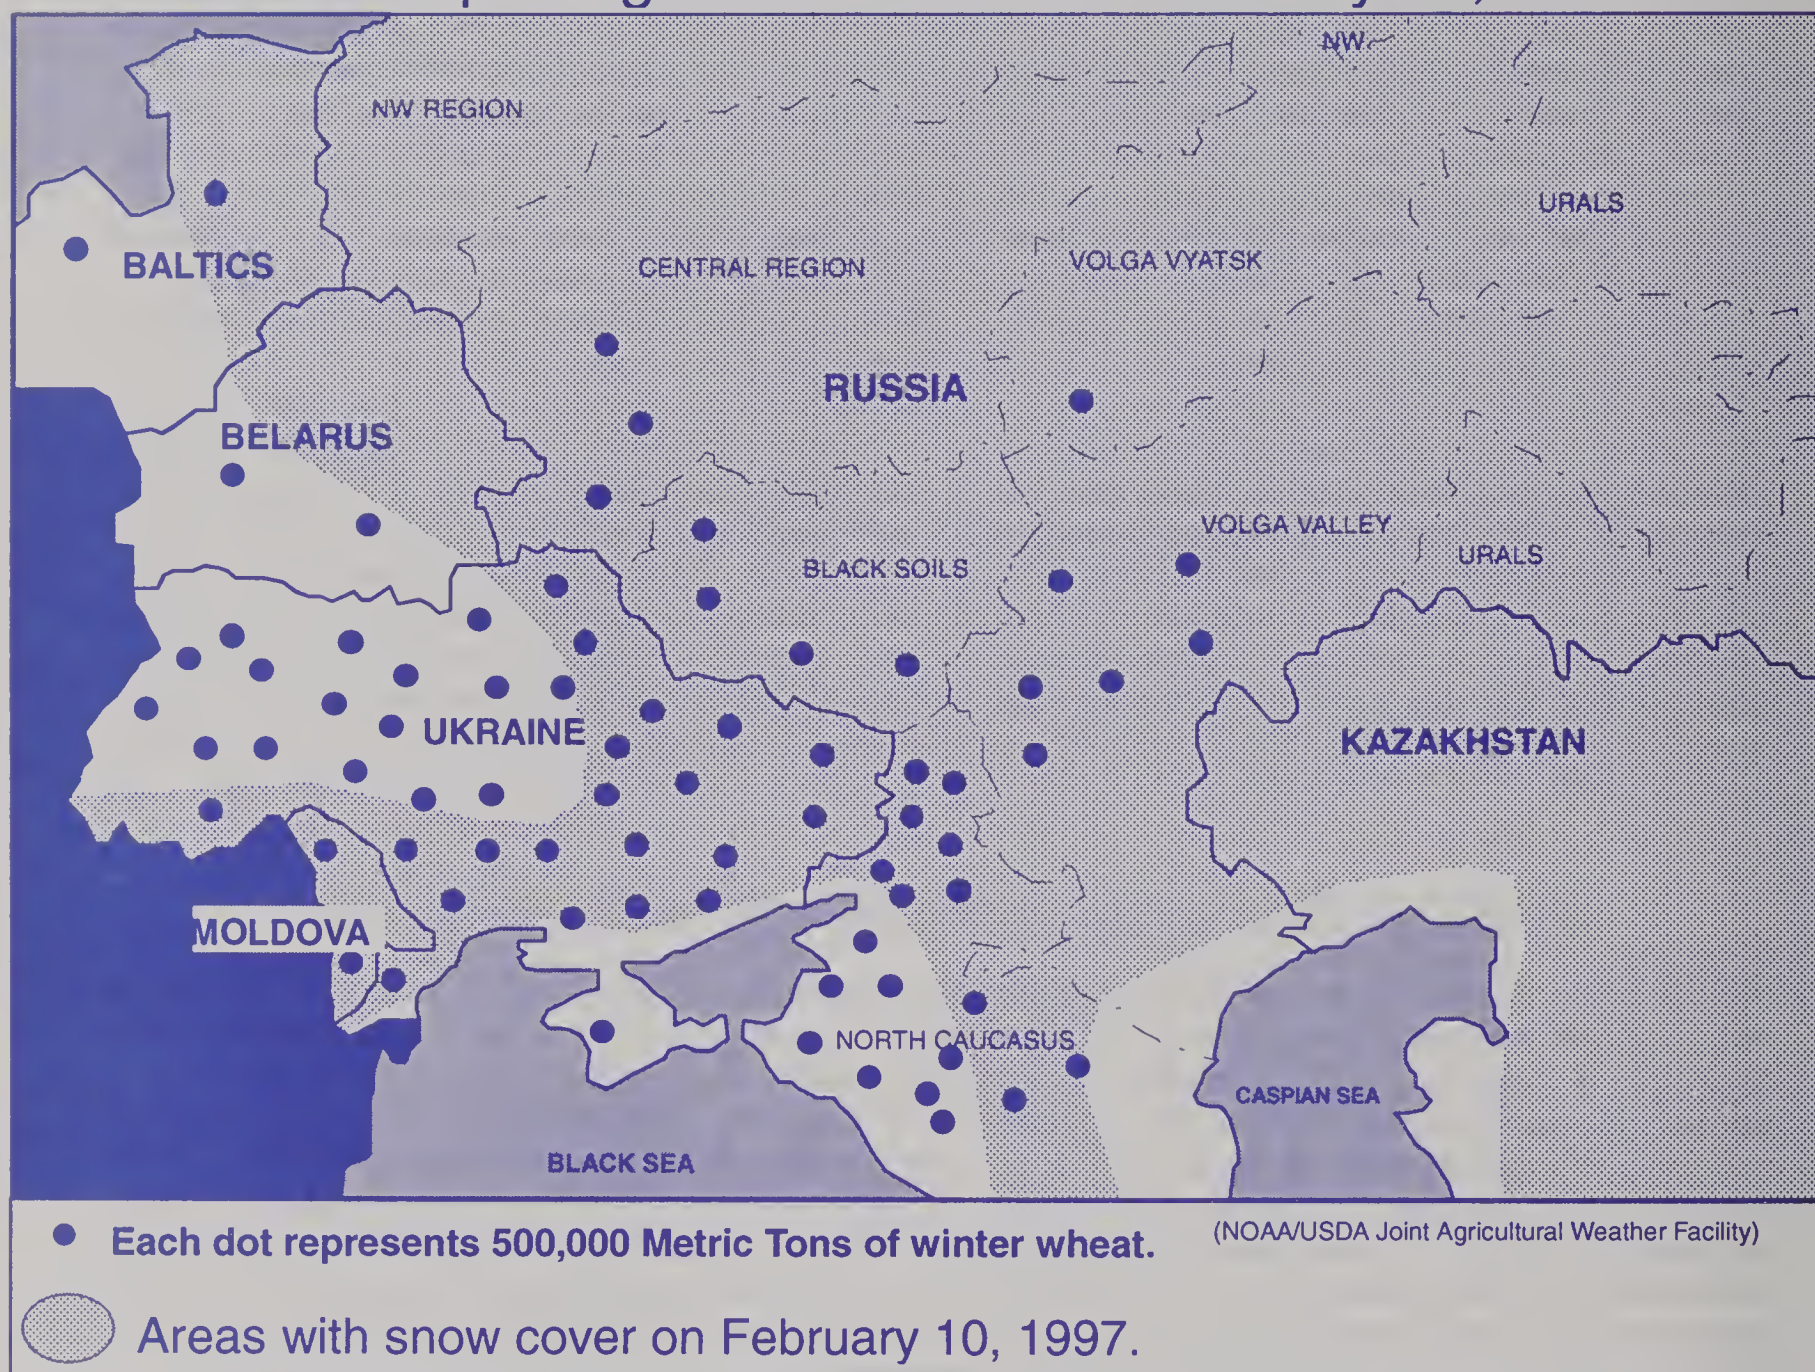 NW
NW REGION
URALS
BALTICS
CENTRAL REGION
VOLGA VYATSK
RUSSIA
BELARUS
VOLGA VALLEY
URALS
BLACK SOILS
UKRAINE
KAZAKHSTAN
MOLDOVA
NORTH CAUCASUS
CASPIAN SEA
BLACK SEA
Each dot represents 500,000 Metric Tons of winter wheat.
(NOAA/USDA Joint Agricultural Weather Facility)
Areas with snow cover on February 10, 1997.